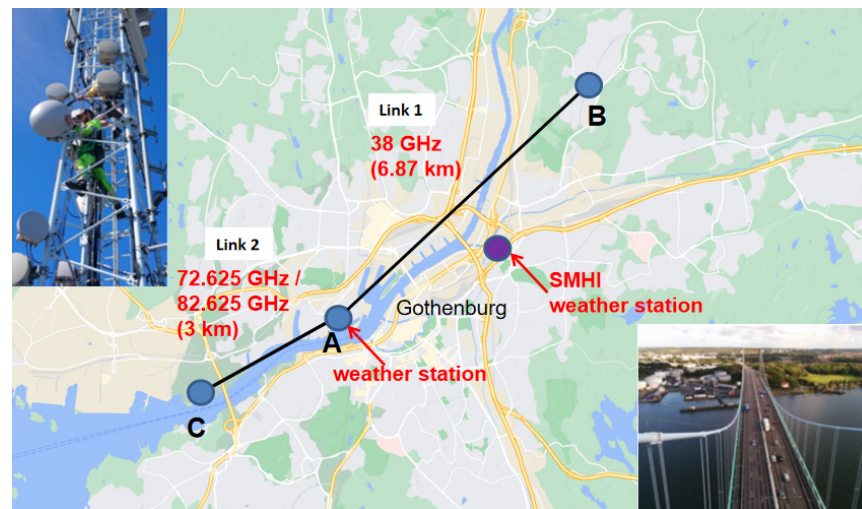 Link 1
38 GHz
(6.87 km)
B
Link 2
72.625 GHz /
82.625 GHz
(3 km)
SMHI
weather station
Gothenburg
A
weather station
C